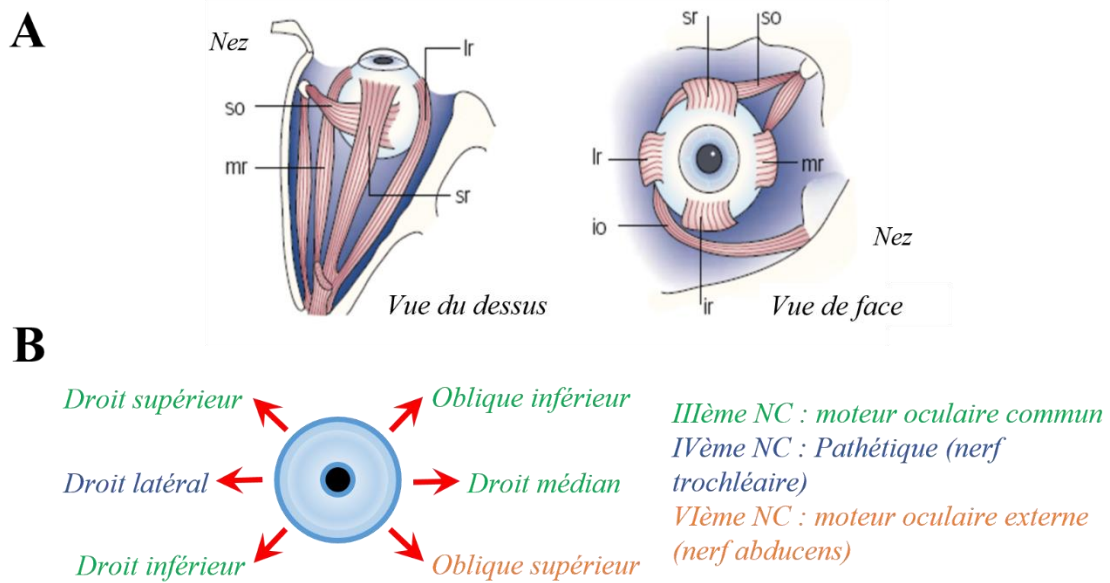 A
Nez
lr
so
mr
sr
Vue du dessus
sr
so
lr
mr
io
Nez
ir
Vue de face
B
Droit supérieur
Oblique inférieur
Droit latéral
Droit médian
Droit inférieur
Oblique supérieur
IIIème NC : moteur oculaire commun
IVème NC : Pathétique (nerf
trochléaire)
VIème NC : moteur oculaire externe
(nerf abducens)